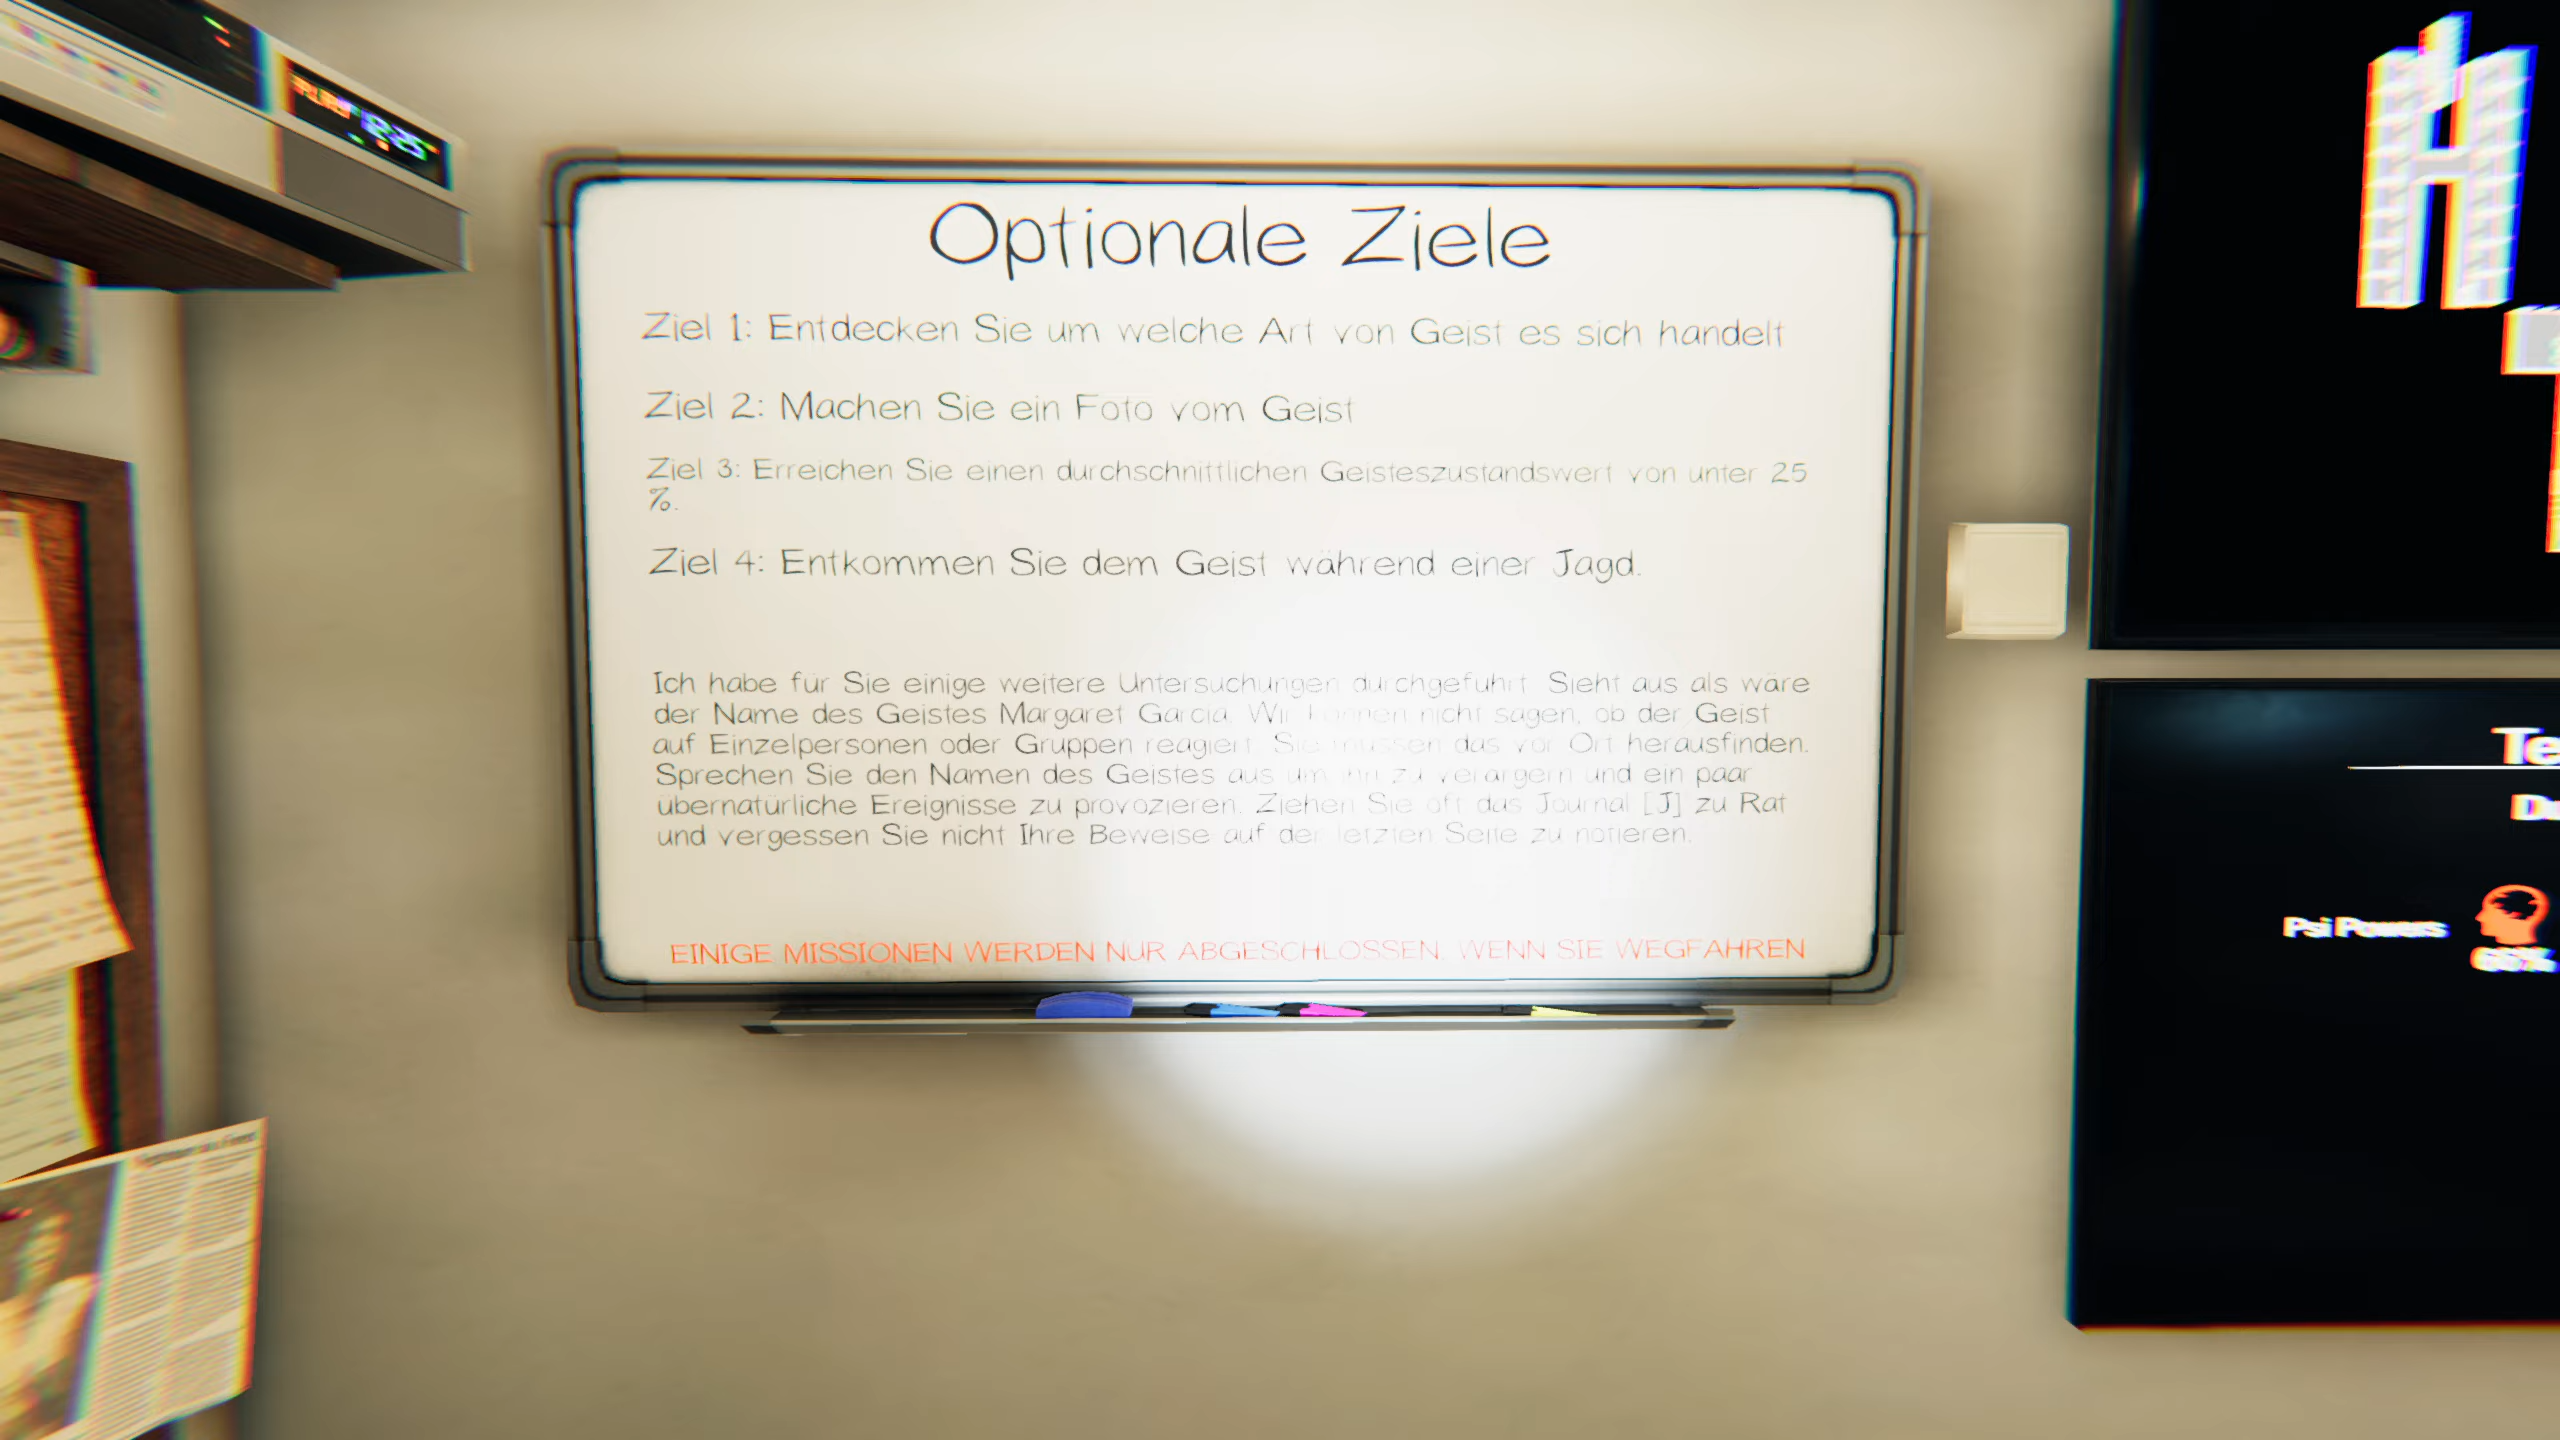 Optionale Ziele
Ziel 1: Entdecken Sie um welche Art von Geist es sich handelt
Ziel 2: Machen Sie ein Foto vom Geist
Ziel 3: Erreichen Sie einen durchschnittlichen Geisteszustandswert von unter 25
%.
Ziel 4: Entkommen Sie dem Geist während einer Jagd.
Ich habe für Sie einige weitere Untersuchungen durchgeführt. Sieht aus als wäre
der Name des Geistes Margaret Garcia. Wir können nicht sagen, ob der Geist
auf Einzelpersonen oder Gruppen reagiert. Sie müssen das vor Ort herausfinden.
Sprechen Sie den Namen des Geistes aus um ihn zu verärgern und ein paar
übernatürliche Ereignisse zu provozieren. Ziehen Sie oft das Journal [J] zu Rat
und vergessen Sie nicht Ihre Beweise auf der letzten Seite zu notieren.
EINIGE MISSIONEN WERDEN NUR ABGESCHLOSSEN, WENN SIE WEGFAHREN
Te
Du
Psi Powers